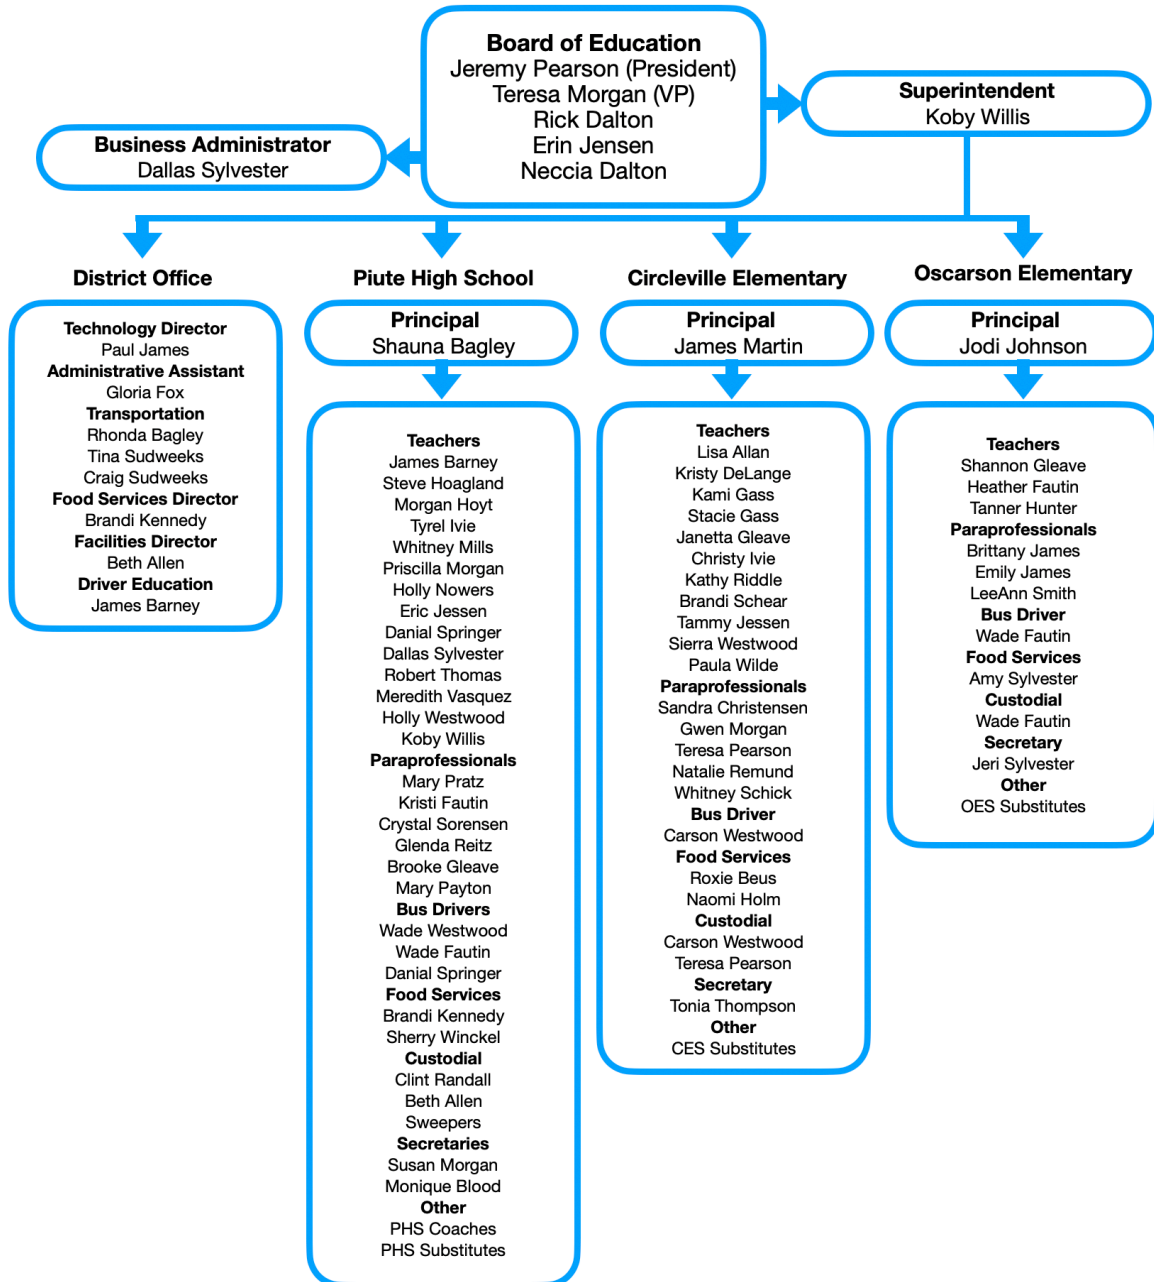 Board of Education
Jeremy Pearson (President)
Teresa Morgan (VP)
Rick Dalton
Erin Jensen
Neccia Dalton
Superintendent
Koby Willis
Business Administrator
Dallas Sylvester
District Office
Technology Director
Paul James
Administrative Assistant
Gloria Fox
Transportation
Rhonda Bagley
Tina Sudweeks
Craig Sudweeks
Food Services Director
Brandi Kennedy
Facilities Director
Beth Allen
Driver Education
James Barney
Piute High School
Principal
Shauna Bagley
Teachers
James Barney
Steve Hoagland
Morgan Hoyt
Tyrel Ivie
Whitney Mills
Priscilla Morgan
Holly Nowers
Eric Jessen
Danial Springer
Dallas Sylvester
Robert Thomas
Meredith Vasquez
Holly Westwood
Koby Willis
Paraprofessionals
Mary Pratz
Kristi Fautin
Crystal Sorensen
Glenda Reitz
Brooke Gleave
Mary Payton
Bus Drivers
Wade Westwood
Wade Fautin
Danial Springer
Food Services
Brandi Kennedy
Sherry Winckel
Custodial
Clint Randall
Beth Allen
Sweepers
Secretaries
Susan Morgan
Monique Blood
Other
PHS Coaches
PHS Substitutes
Circleville Elementary
Principal
James Martin
Teachers
Lisa Allan
Kristy DeLange
Kami Gass
Stacie Gass
Janetta Gleave
Christy Ivie
Kathy Riddle
Brandi Schear
Tammy Jessen
Sierra Westwood
Paula Wilde
Paraprofessionals
Sandra Christensen
Gwen Morgan
Teresa Pearson
Natalie Remund
Whitney Schick
Bus Driver
Carson Westwood
Food Services
Roxie Beus
Naomi Holm
Custodial
Carson Westwood
Teresa Pearson
Secretary
Tonia Thompson
Other
CES Substitutes
Oscarson Elementary
Principal
Jodi Johnson
Teachers
Shannon Gleave
Heather Fautin
Tanner Hunter
Paraprofessionals
Brittany James
Emily James
LeeAnn Smith
Bus Driver
Wade Fautin
Food Services
Amy Sylvester
Custodial
Wade Fautin
Secretary
Jeri Sylvester
Other
OES Substitutes